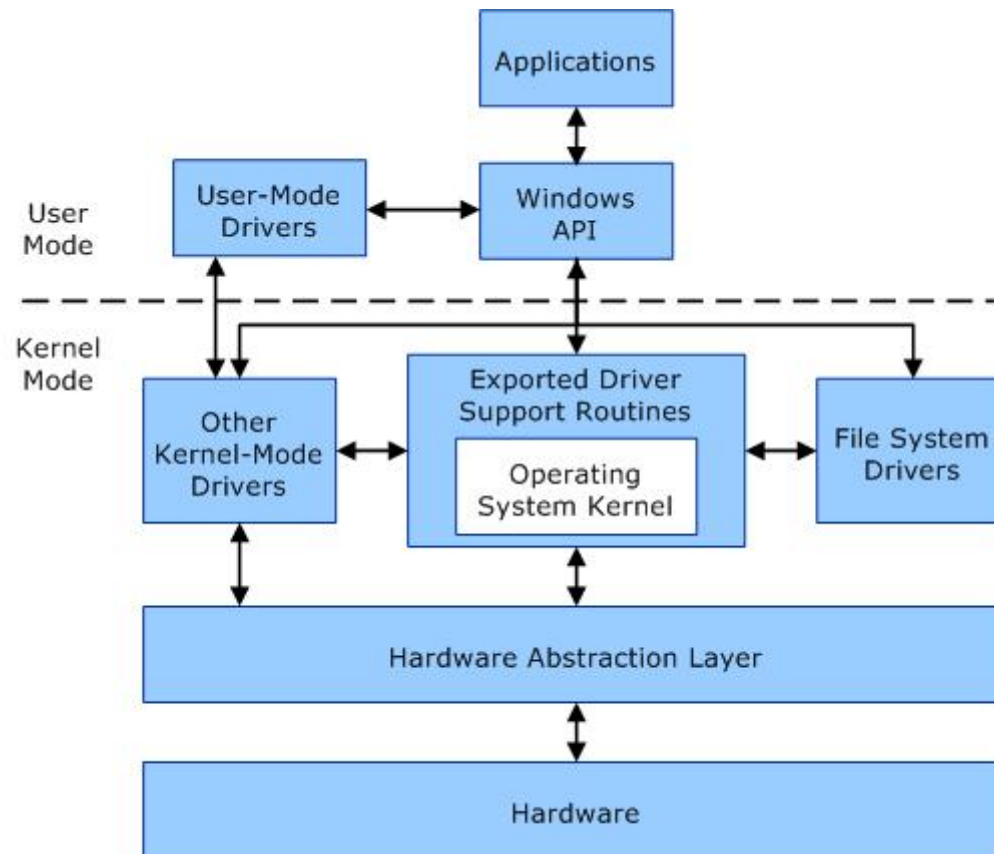 Applications
User-Mode
Drivers
Windows
API
User
Mode
Kernel
Mode
Other
Kernel-Mode
Drivers
Exported Driver
Support Routines
Operating
System Kernel
File System
Drivers
Hardware Abstraction Layer
Hardware